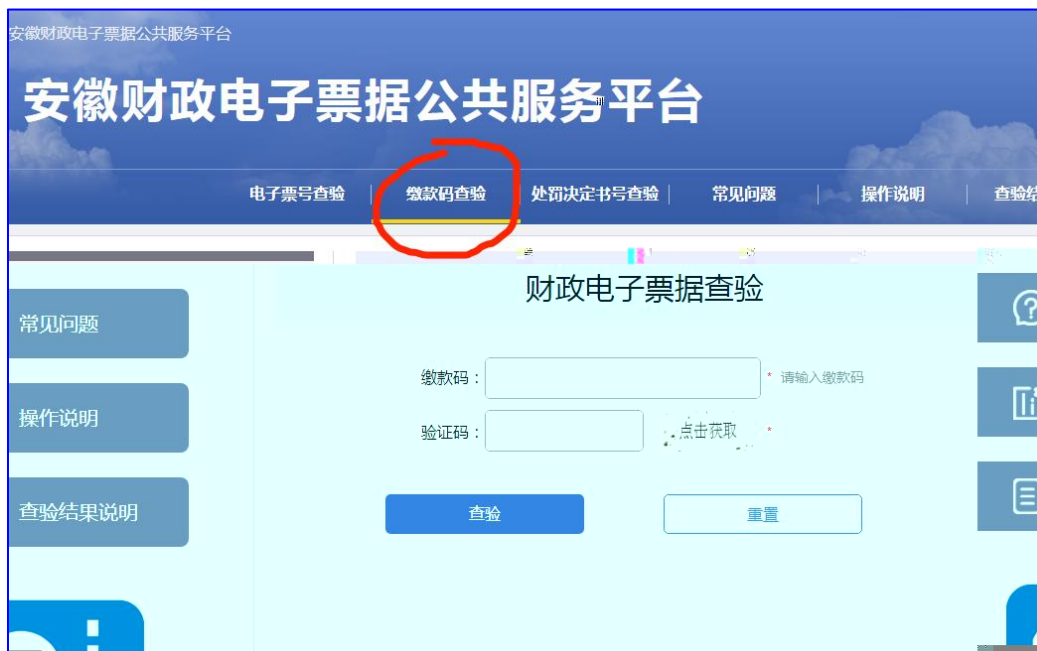 安徽财政电子票据公共服务平台
安徽财政电子票据公共服务平台
电子票号查验 缴款码查验 处罚决定书号查验 常见问题 操作说明 查验结
财政电子票据查验
常见问题
缴款码： * 请输入缴款码
操作说明
验证码： 点击获取 *
查验结果说明
查验 重置